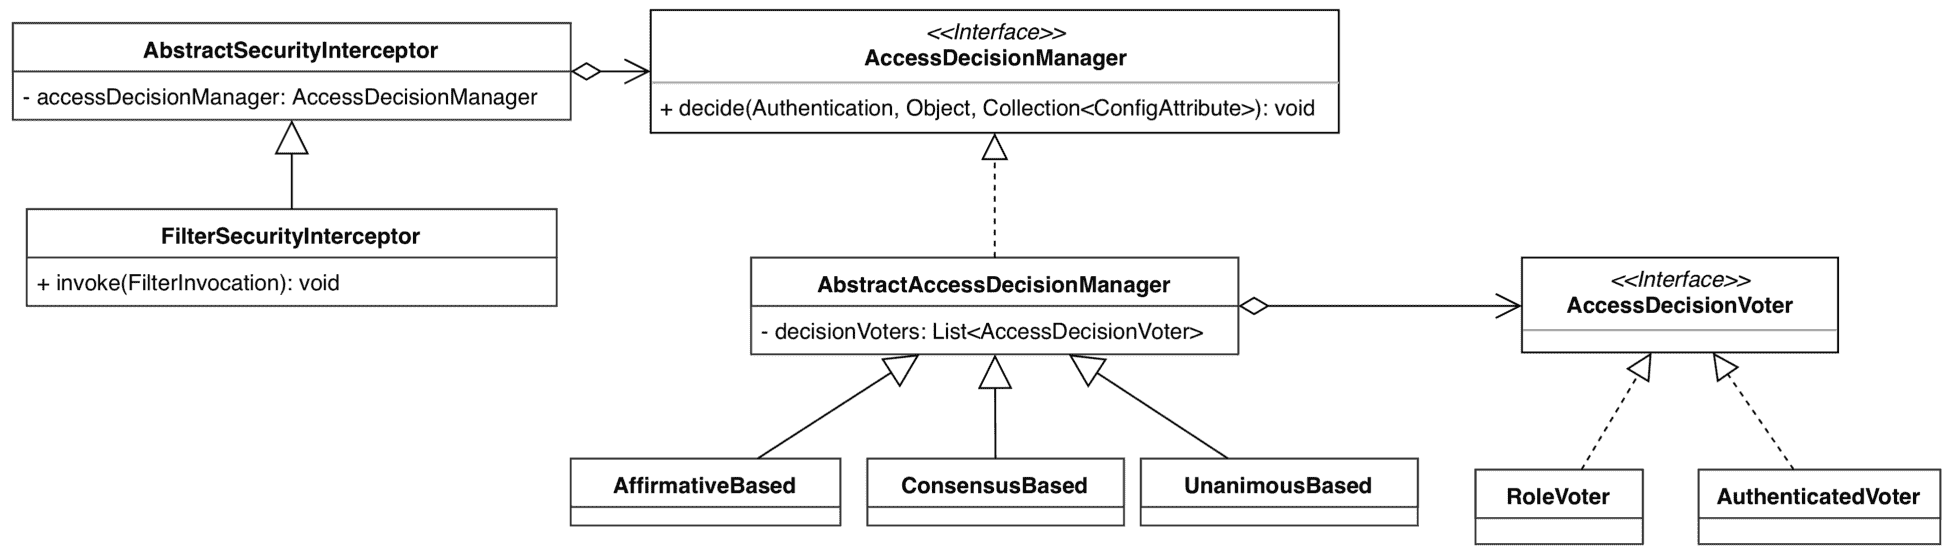 AbstractSecurityInterceptor
- accessDecisionManager: AccessDecisionManager
<<Interface>>
AccessDecisionManager
+ decide(Authentication, Object, Collection<ConfigAttribute>): void
FilterSecurityInterceptor
+ invoke(FilterInvocation): void
AbstractAccessDecisionManager
- decisionVoters: List<AccessDecisionVoter>
<<Interface>>
AccessDecisionVoter
AffirmativeBased
ConsensusBased
UnanimousBased
RoleVoter
AuthenticatedVoter